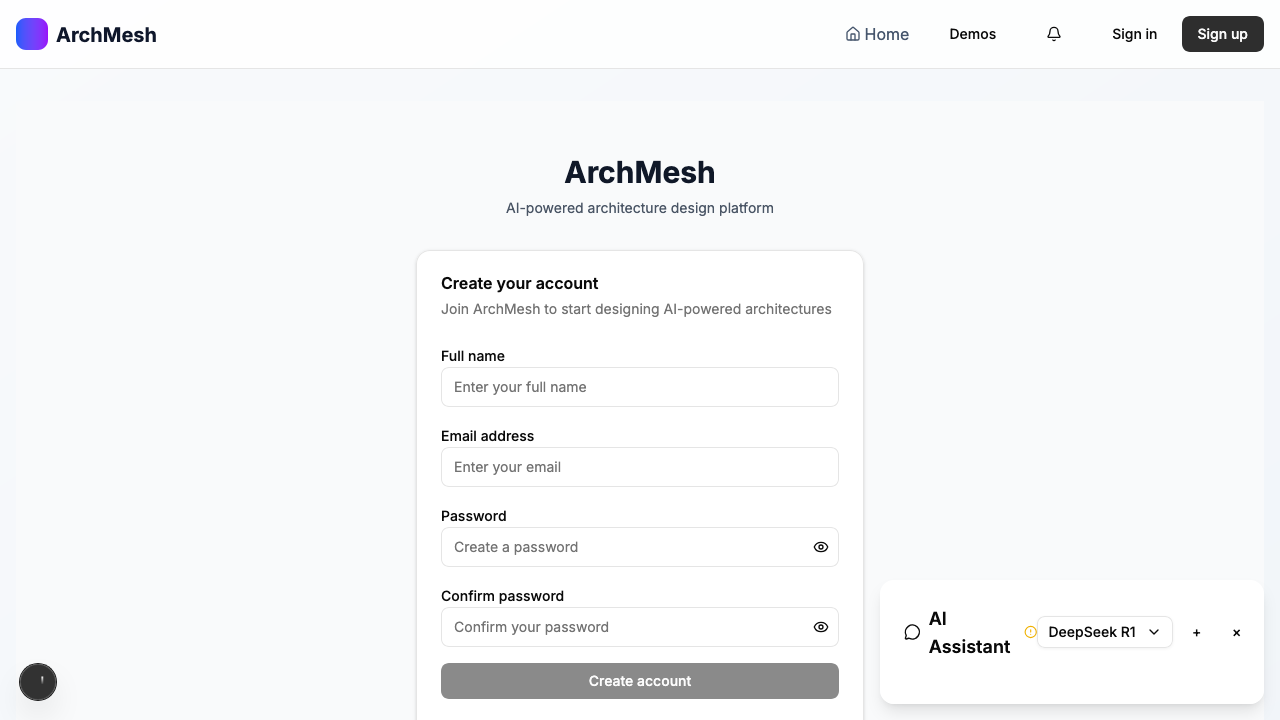 ArchMesh
Home
Demos
Sign in
Sign up
ArchMesh
AI-powered architecture design platform
Create your account
Join ArchMesh to start designing AI-powered architectures
Full name
Enter your full name
Email address
Enter your email
Password
Create a password
Confirm password
Confirm your password
Create account
AI
Assistant
DeepSeek R1
+
×